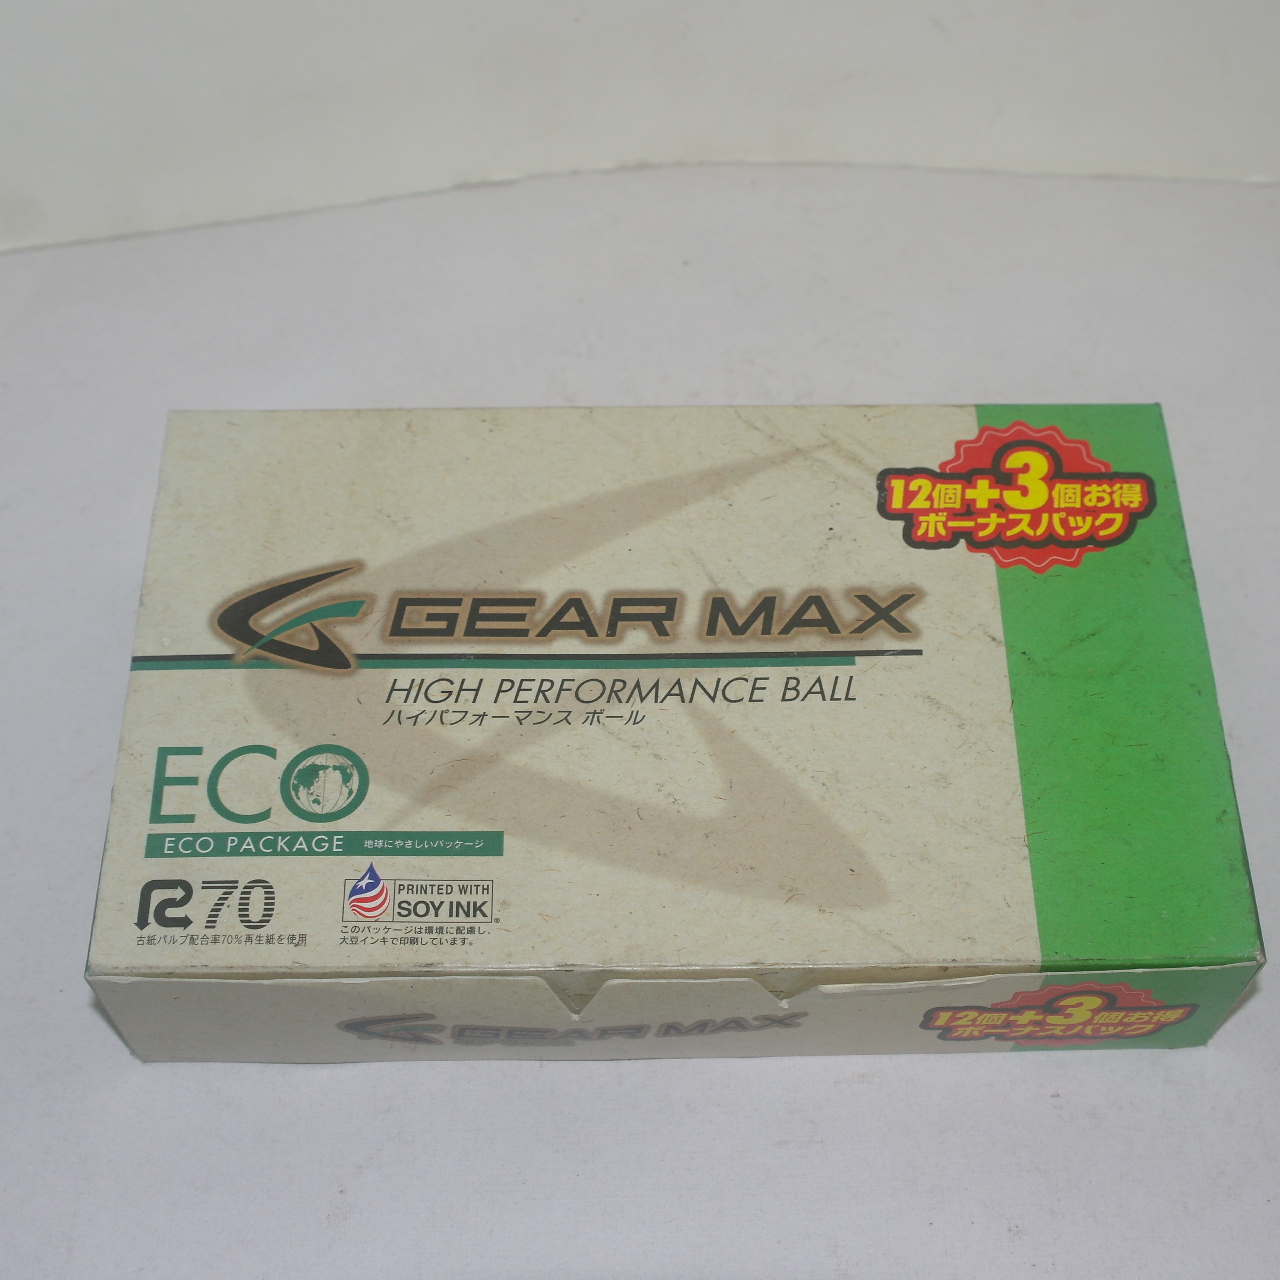 12個+3個お得
ボーナスパック
GEAR MAX
HIGH PERFORMANCE BALL
ハイパフォーマンス ボール
ECO
ECO PACKAGE 地球にやさしいパッケージ
R70
古紙パルプ配合率70%再生紙を使用
PRINTED WITH
SOY INK®
このパッケージは環境に配慮し、
大豆インキで印刷しています。
GEAR MAX
12個+3個お得
ボーナスパック